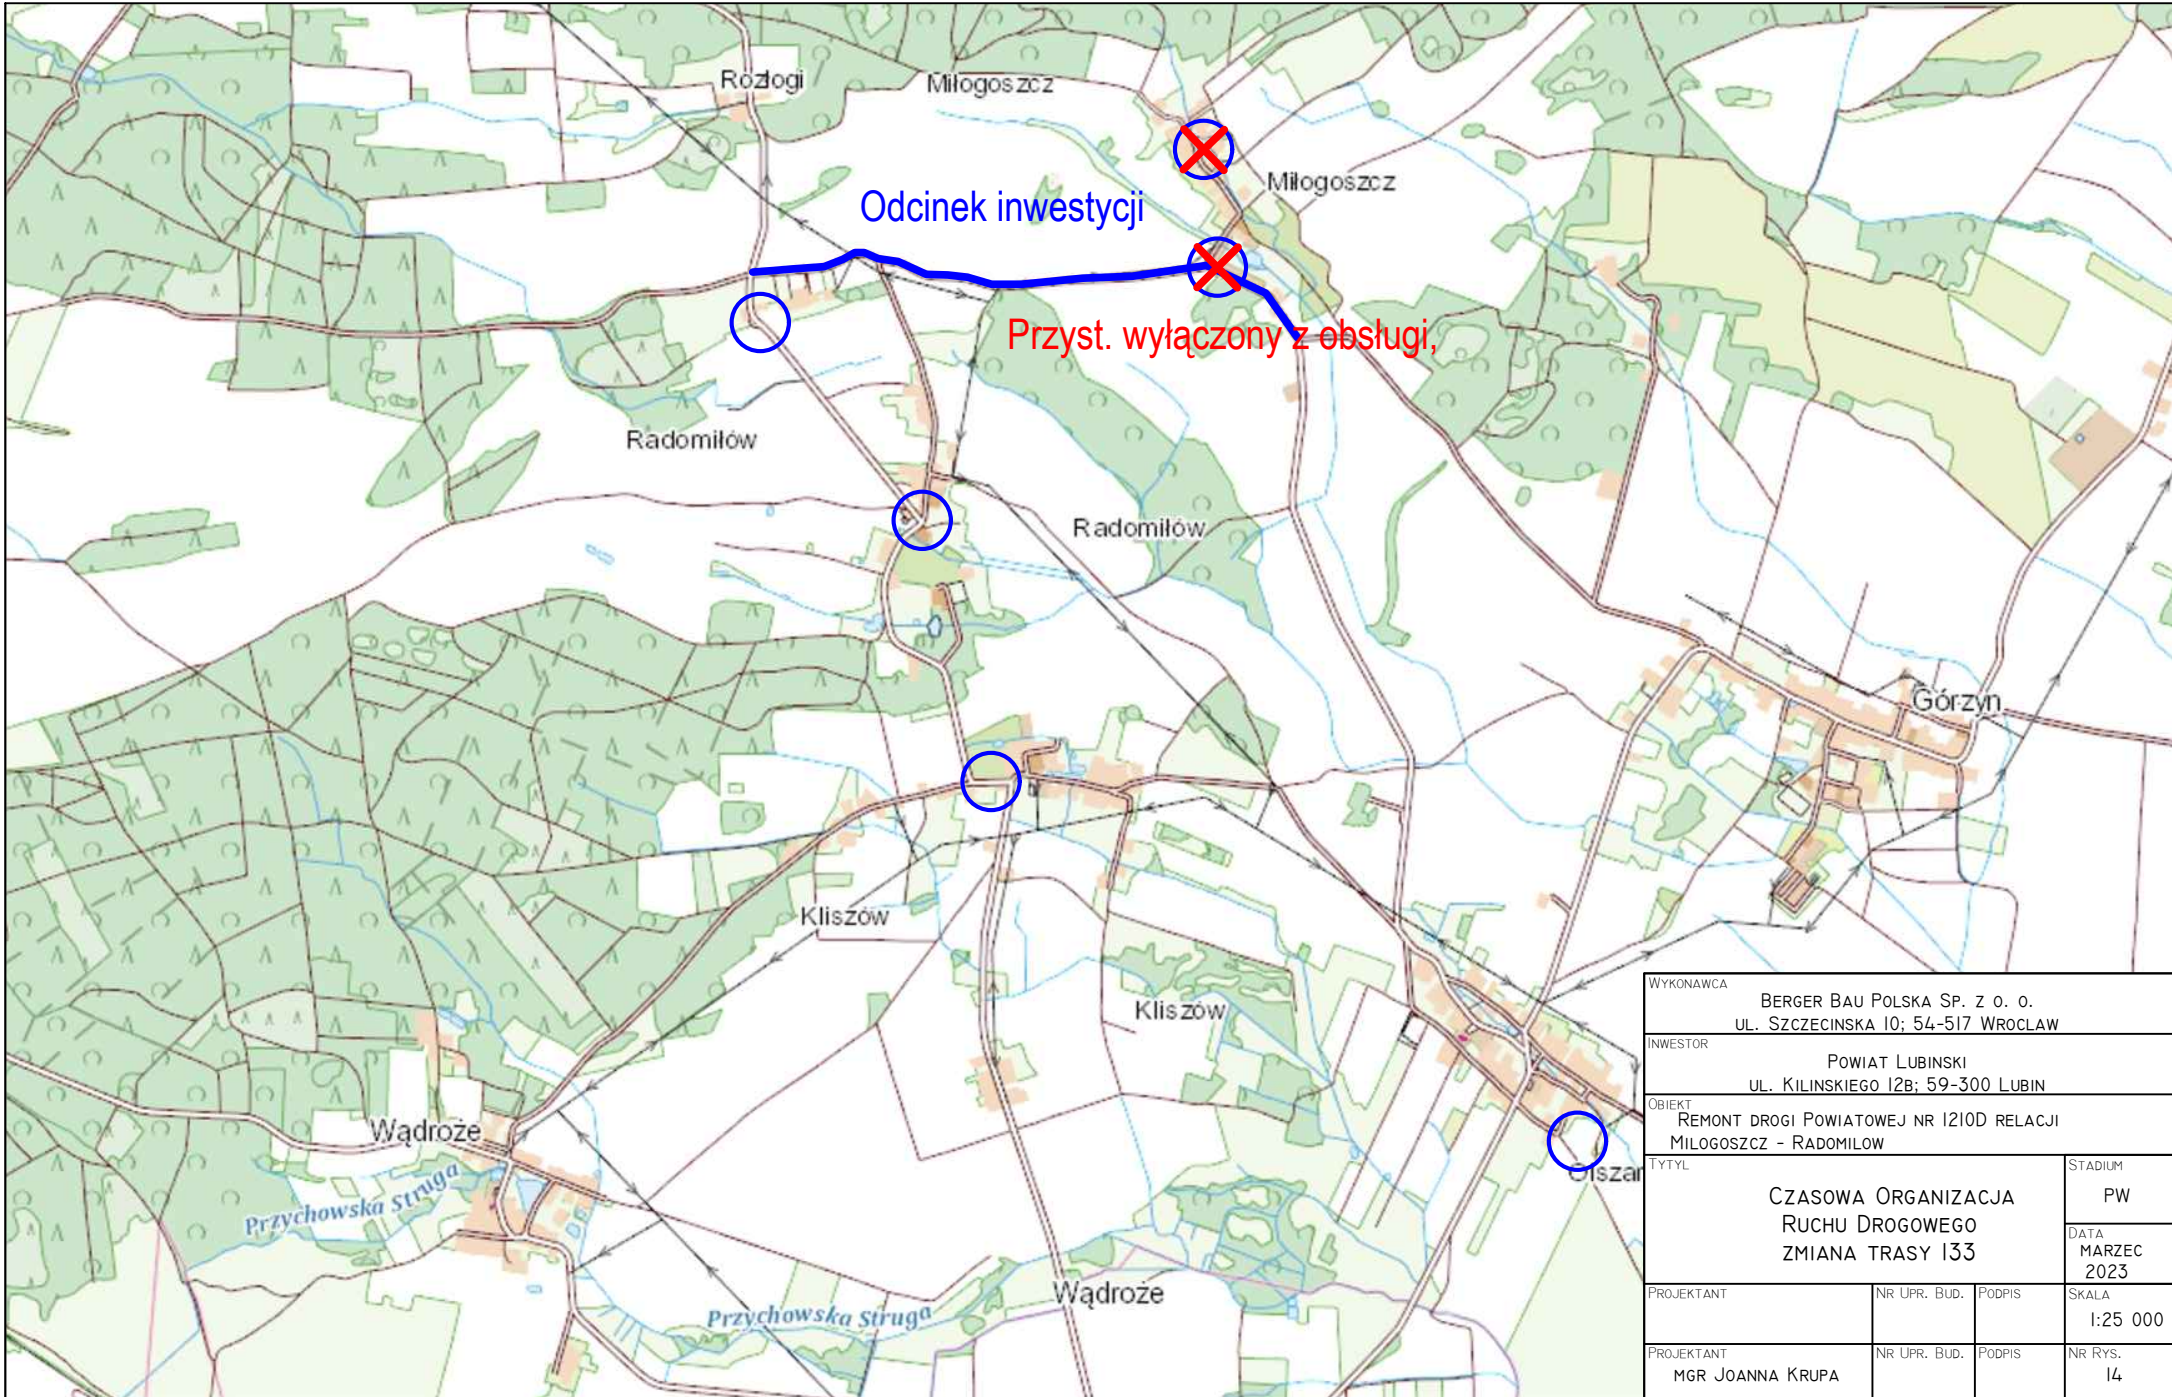 Rozłogi
Miłogoszcz
Miłogoszcz
Odcinek inwestycji
Przyst. wyłączony z obsługi,
Radomiłów
Radomiłów
Górzyn
Kliszów
Kliszów
Wądroże
Przychowska Struga
Olszan
Wądroże
Przychowska Struga
WYKONAWCA
BERGER BAU POLSKA SP. Z O. O.
UL. SZCZECINSKA 10; 54-517 WROCLAW
INWESTOR
POWIAT LUBINSKI
UL. KILINSKIEGO 12B; 59-300 LUBIN
OBIEKT
REMONT DROGI POWIATOWEJ NR 1210D RELACJI
MILOGOSZCZ - RADOMILOW
TYTYL
CZASOWA ORGANIZACJA
RUCHU DROGOWEGO
ZMIANA TRASY 133
STADIUM
PW
DATA
MARZEC
2023
PROJEKTANT
NR UPR. BUD.
PODPIS
SKALA
1:25 000
PROJEKTANT
MGR JOANNA KRUPA
NR UPR. BUD.
PODPIS
NR RYS.
14